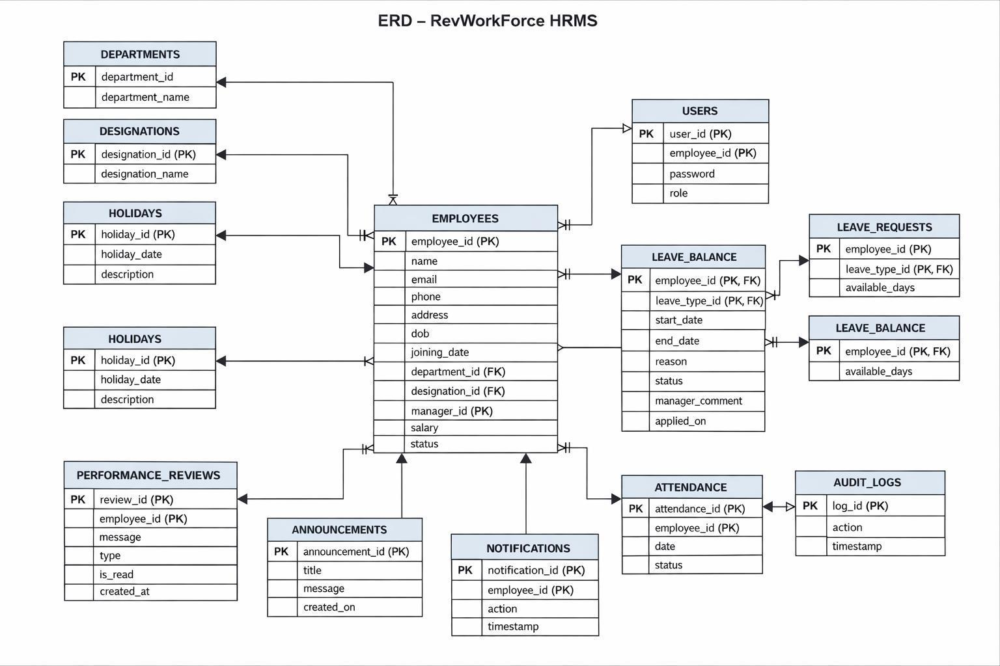 ERD – RevWorkForce HRMS
DEPARTMENTS
PK department_id
department_name
DESIGNATIONS
PK designation_id (PK)
designation_name
HOLIDAYS
PK holiday_id (PK)
holiday_date
description
HOLIDAYS
PK holiday_id (PK)
holiday_date
description
PERFORMANCE_REVIEWS
PK review_id (PK)
employee_id (PK)
message
type
is_read
created_at
ANNOUNCEMENTS
PK announcement_id (PK)
title
message
created_on
EMPLOYEES
PK employee_id (PK)
name
email
phone
address
dob
joining_date
department_id (FK)
designation_id (FK)
manager_id (PK)
salary
status
NOTIFICATIONS
PK notification_id (PK)
employee_id (PK)
action
timestamp
USERS
PK user_id (PK)
employee_id (PK)
password
role
LEAVE_BALANCE
PK employee_id (PK, FK)
leave_type_id (PK, FK)
start_date
end_date
reason
status
manager_comment
applied_on
LEAVE_REQUESTS
PK employee_id (PK)
leave_type_id (PK, FK)
available_days
LEAVE_BALANCE
PK employee_id (PK, FK)
available_days
ATTENDANCE
PK attendance_id (PK)
employee_id (PK)
date
status
AUDIT_LOGS
PK log_id (PK)
action
timestamp